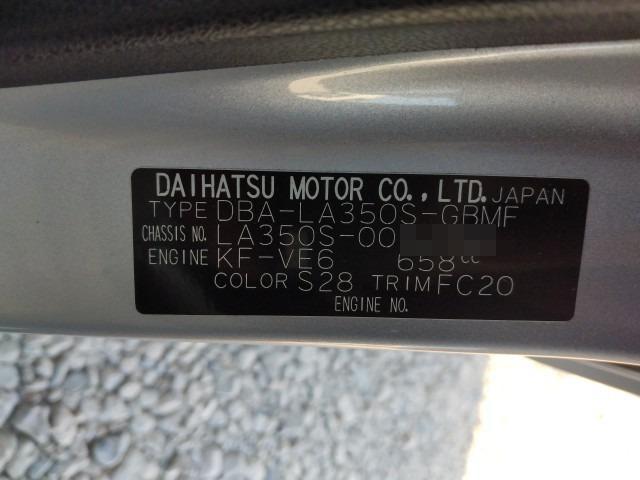 DAIHATSU MOTOR CO., LTD. JAPAN
TYPE DBA-LA350S-GBMF
CHASSIS NO. LA350S-00
ENGINE KF-VE6 658cc
COLOR S28 TRIM FC20
ENGINE NO.